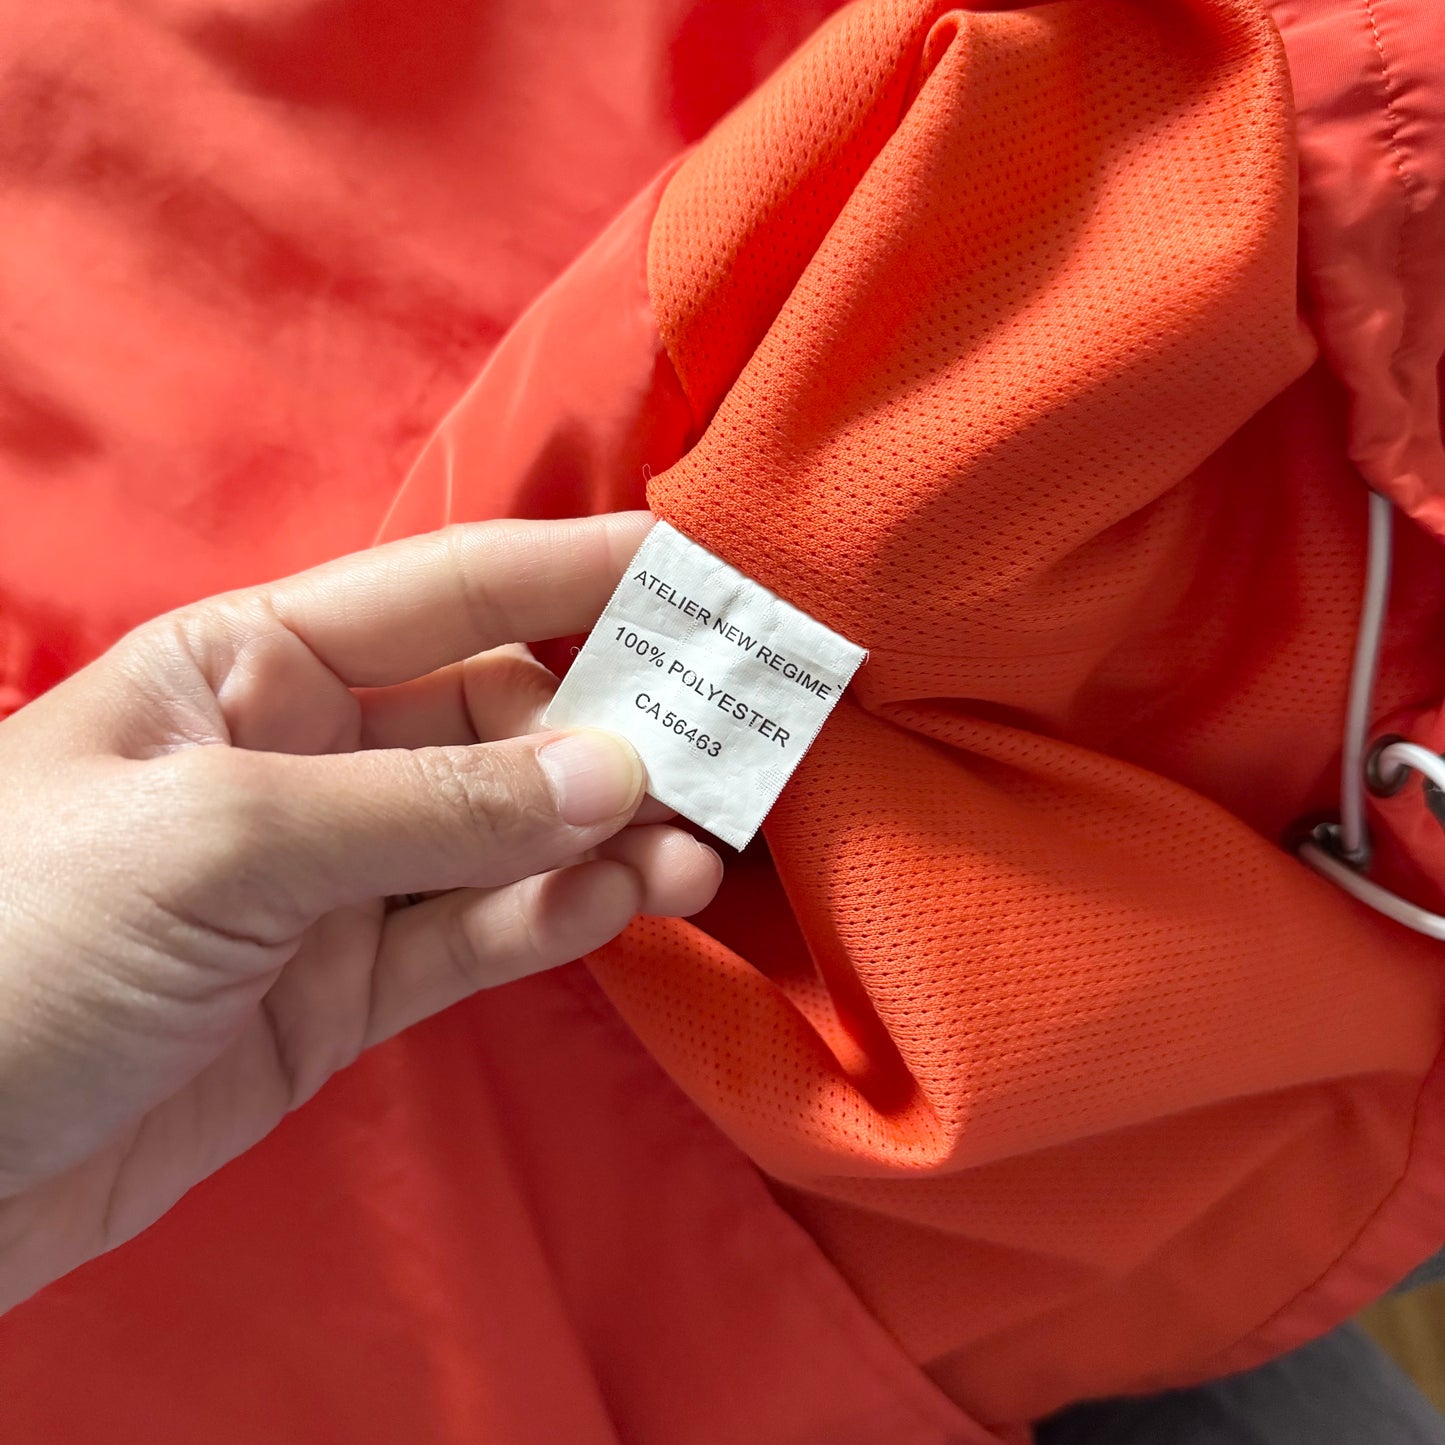 ATELIER NEW REGIME
100% POLYESTER
CA 56463